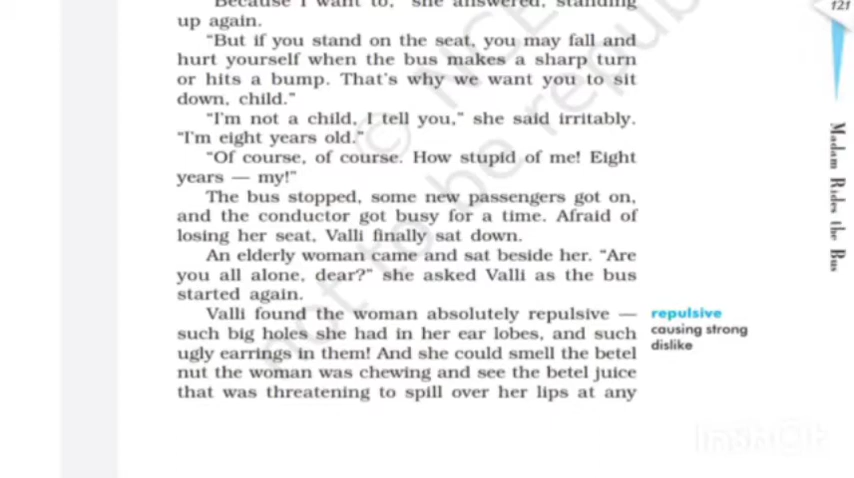 "Because I want to," she answered, standing
up again.
"But if you stand on the seat, you may fall and
hurt yourself when the bus makes a sharp turn
or hits a bump. That's why we want you to sit
down, child."
"I'm not a child, I tell you," she said irritably.
"I'm eight years old."
"Of course, of course. How stupid of me! Eight
years — my!"
The bus stopped, some new passengers got on,
and the conductor got busy for a time. Afraid of
losing her seat, Valli finally sat down.
An elderly woman came and sat beside her. "Are
you all alone, dear?" she asked Valli as the bus
started again.
Valli found the woman absolutely repulsive —
such big holes she had in her ear lobes, and such
ugly earrings in them! And she could smell the betel
nut the woman was chewing and see the betel juice
that was threatening to spill over her lips at any
repulsive
causing strong
dislike
121
Madam Rides the Bus
© NC
not to be repub
InShOt